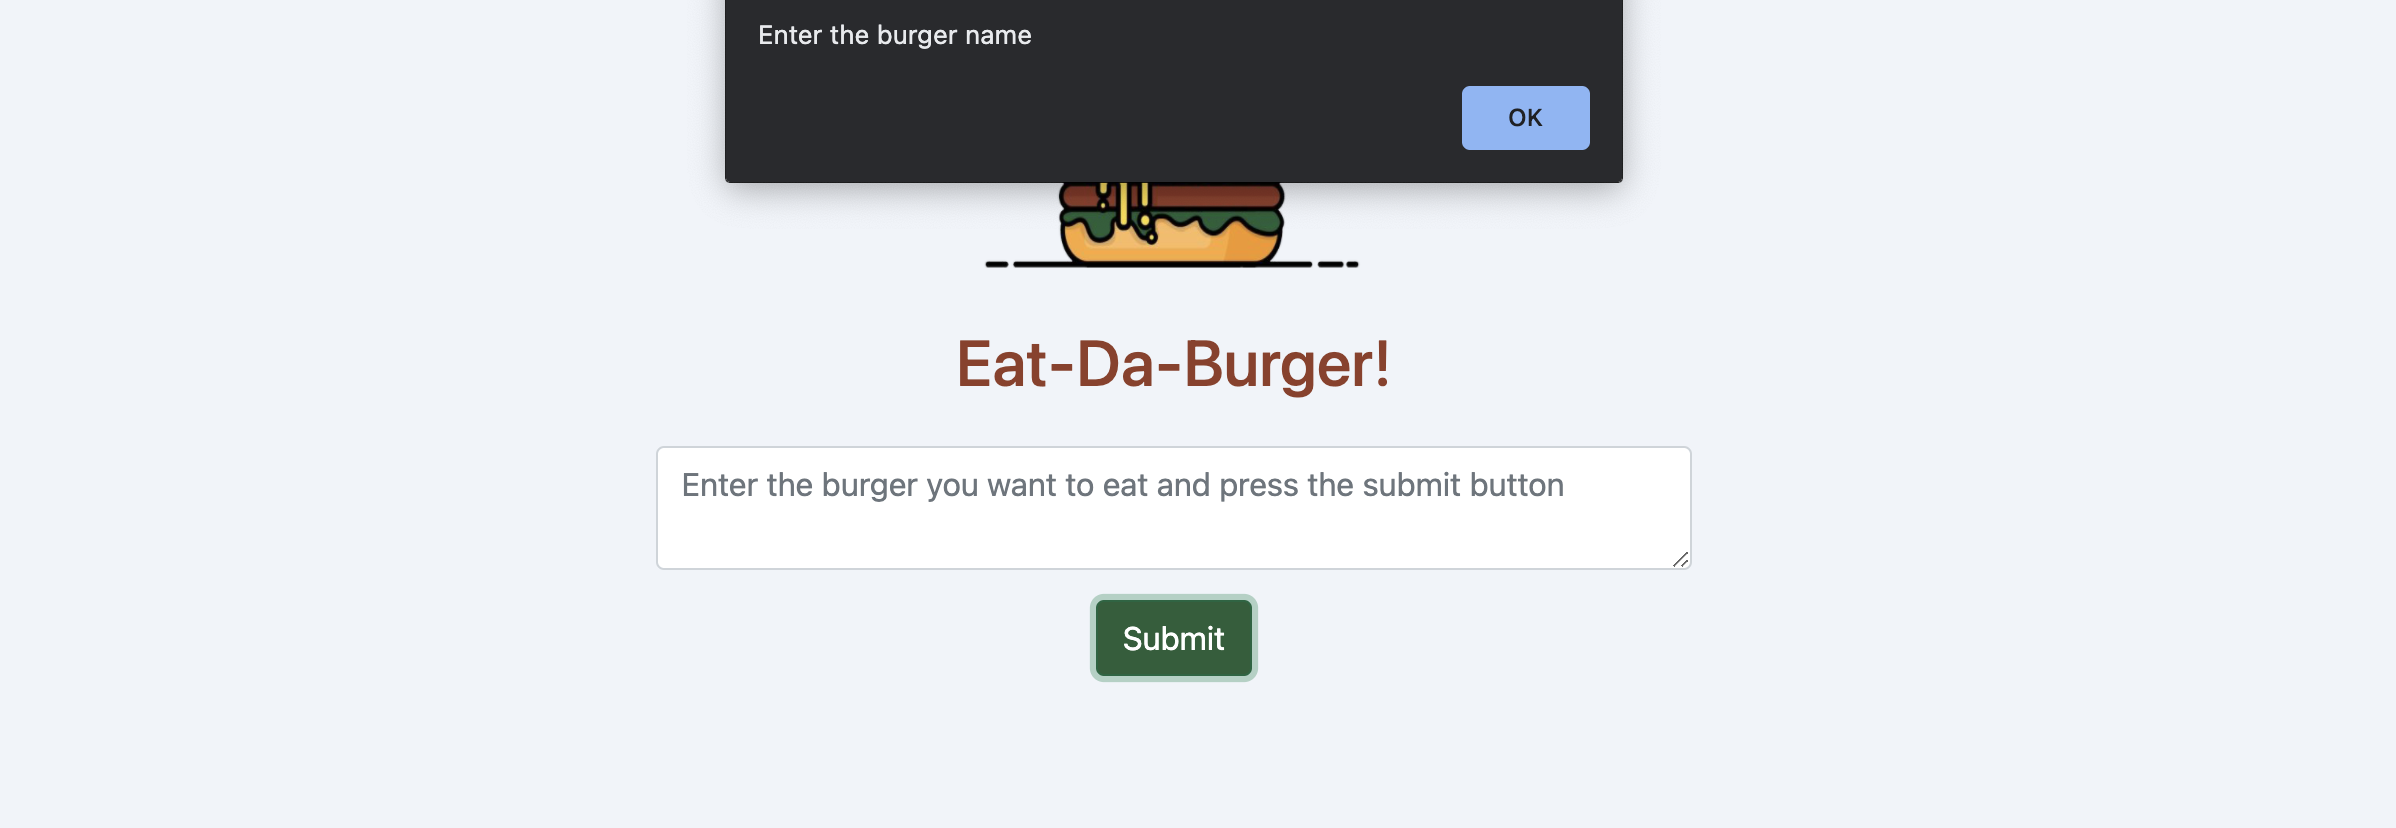 Enter the burger name
OK
Eat-Da-Burger!
Enter the burger you want to eat and press the submit button
Submit